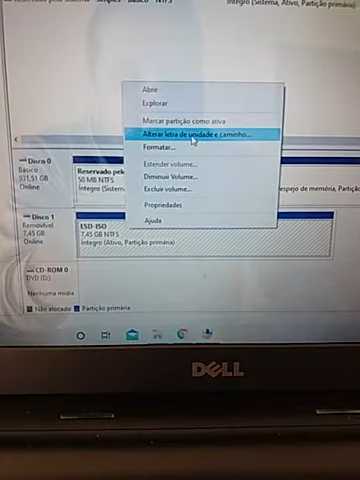 Íntegro (Sistema, Ativo, Partição primária)
Abrir
Explorar
Marcar partição como ativa
Alterar letra de unidade e caminho...
Formatar...
Estender volume...
Diminuir Volume...
Excluir volume...
Propriedades
Ajuda
Disco 0
Básico
931,51 GB
Online
Reservado pel
50 MB NTFS
Íntegro (Sistem
espejo de memória, Partiçã
Disco 1
Removível
7,45 GB
Online
ESD-ISO
7,45 GB NTFS
Íntegro (Ativo, Partição primária)
CD-ROM 0
DVD (D:)
Nenhuma mídia
Não alocado
Partição primária
DELL